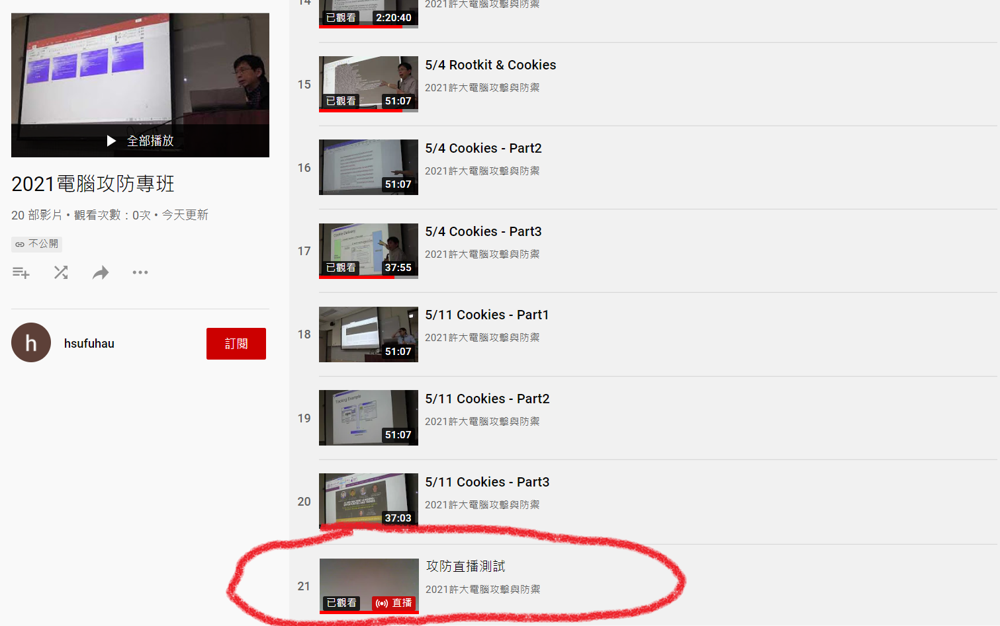 全部播放
2021電腦攻防專班
20 部影片 • 觀看次數：0次 • 今天更新
不公開
h
hsufuhau
訂閱
14
已觀看
2:20:40
2021許大電腦攻擊與防禦
15
已觀看
51:07
5/4 Rootkit & Cookies
2021許大電腦攻擊與防禦
16
51:07
5/4 Cookies - Part2
2021許大電腦攻擊與防禦
17
Cookie Delivery
已觀看
37:55
5/4 Cookies - Part3
2021許大電腦攻擊與防禦
18
51:07
5/11 Cookies - Part1
2021許大電腦攻擊與防禦
19
Tracking Example
51:07
5/11 Cookies - Part2
2021許大電腦攻擊與防禦
20
37:03
5/11 Cookies - Part3
2021許大電腦攻擊與防禦
21
已觀看
直播
攻防直播測試
2021許大電腦攻擊與防禦